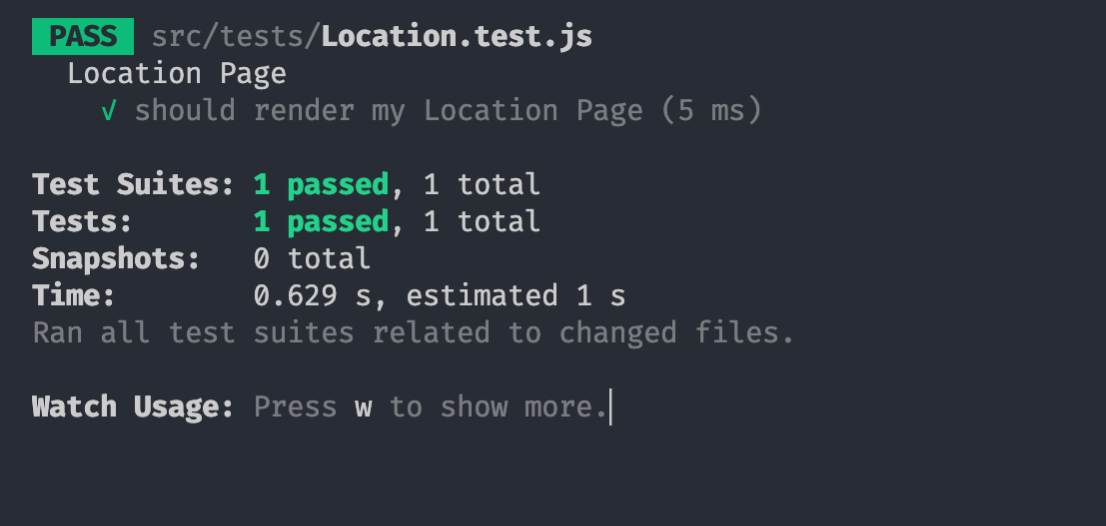 PASS src/tests/Location.test.js
Location Page
√ should render my Location Page (5 ms)
Test Suites: 1 passed, 1 total
Tests: 1 passed, 1 total
Snapshots: 0 total
Time: 0.629 s, estimated 1 s
Ran all test suites related to changed files.
Watch Usage: Press w to show more.